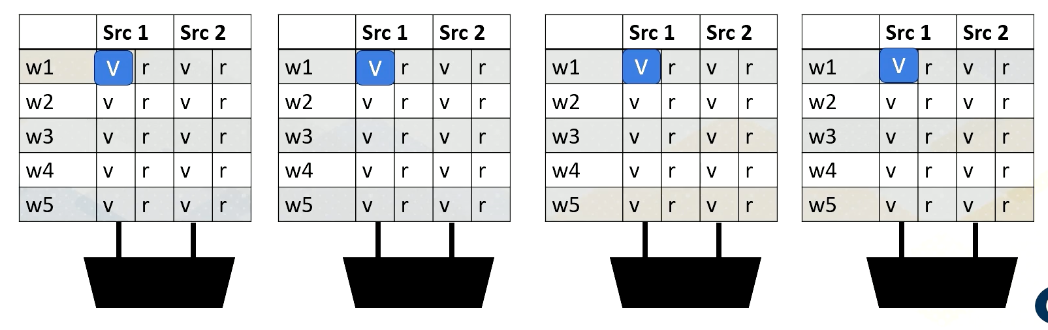 Src 1 Src 2 Src 1 Src 2 Src 1 Src 2 Src 1 Src 2
w1 V r v r w1 V r v r w1 V r v r w1 V r v r
w2 v r v r w2 v r v r w2 v r v r w2 v r v r
w3 v r v r w3 v r v r w3 v r v r w3 v r v r
w4 v r v r w4 v r v r w4 v r v r w4 v r v r
w5 v r v r w5 v r v r w5 v r v r w5 v r v r